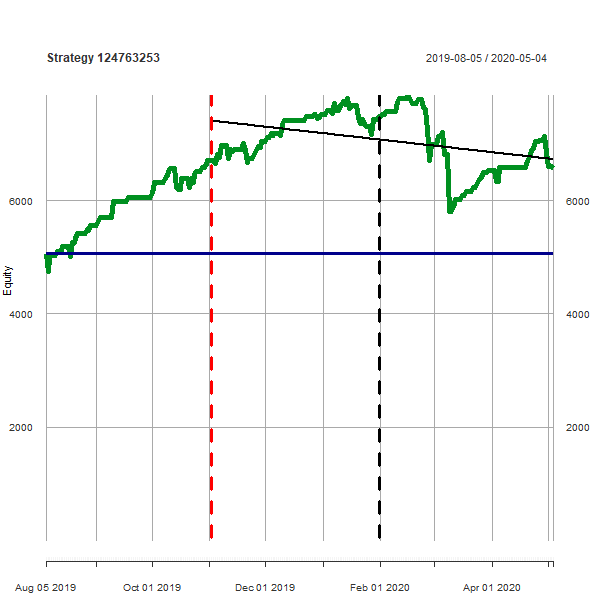 Strategy 124763253
2019-08-05 / 2020-05-04
Equity
6000
6000
4000
4000
2000
2000
Aug 05 2019
Oct 01 2019
Dec 01 2019
Feb 01 2020
Apr 01 2020